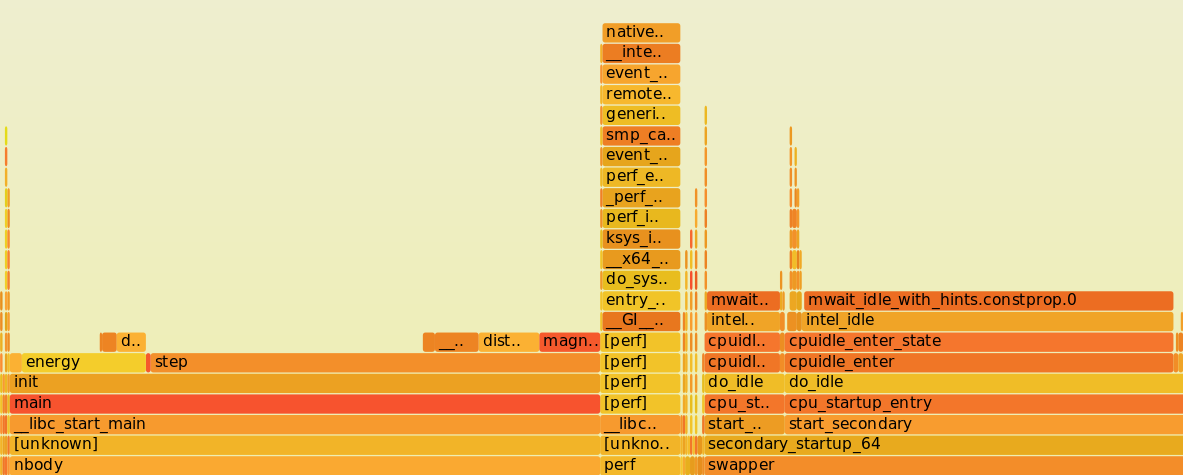 native..
__inte..
event_..
remote..
generi..
smp_ca..
event_..
perf_e..
_perf_..
perf_i..
ksys_i..
__x64_..
do_sys..
entry_.. mwait.. mwait_idle_with_hints.constprop.0
__GI__.. intel.. intel_idle
d.. __.. dist.. magn.. [perf] cpuidl.. cpuidle_enter_state
energy step [perf] cpuidl.. cpuidle_enter
init [perf] do_idle do_idle
main [perf] cpu_st.. cpu_startup_entry
__libc_start_main __libc.. start_.. start_secondary
[unknown] [unkno.. secondary_startup_64
nbody perf swapper